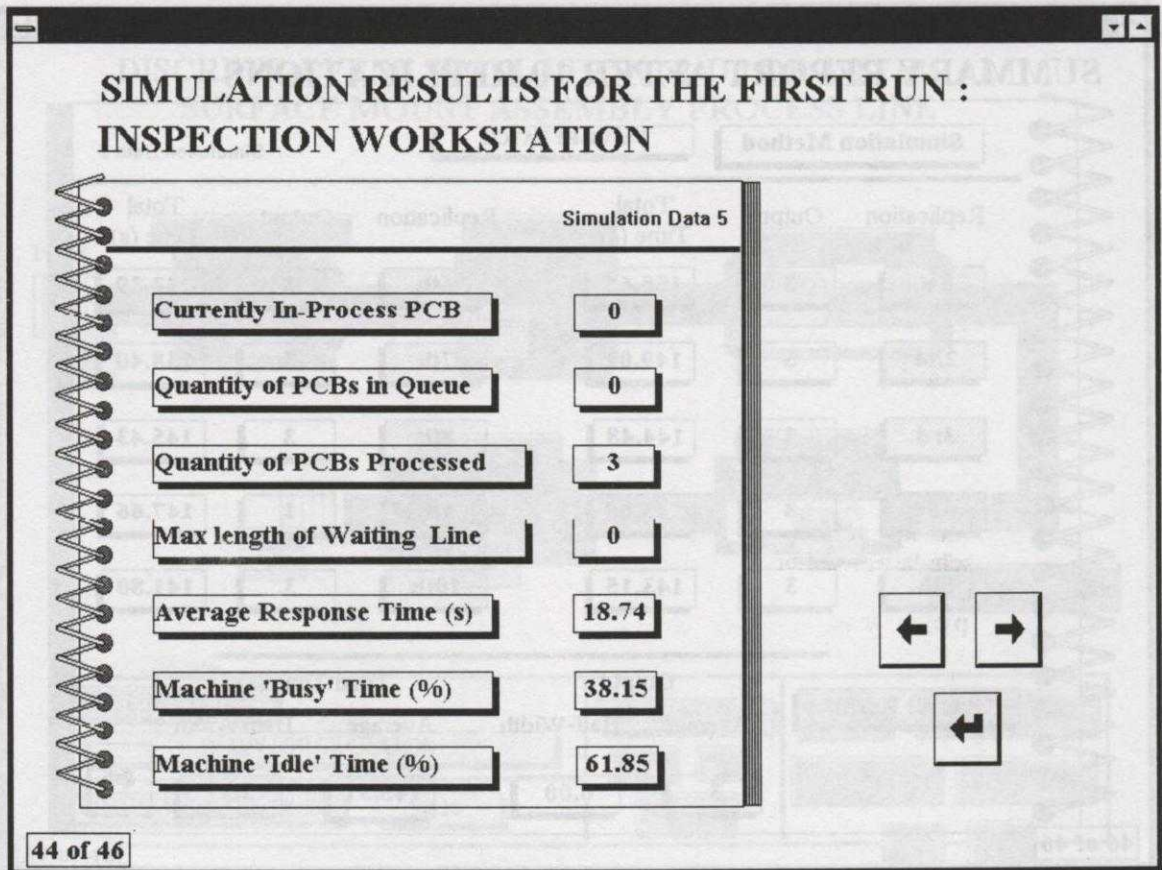 SIMULATION RESULTS FOR THE FIRST RUN :
INSPECTION WORKSTATION
Simulation Data 5
Currently In-Process PCB 0
Quantity of PCBs in Queue 0
Quantity of PCBs Processed 3
Max length of Waiting Line 0
Average Response Time (s) 18.74
Machine 'Busy' Time (%) 38.15
Machine 'Idle' Time (%) 61.85
44 of 46